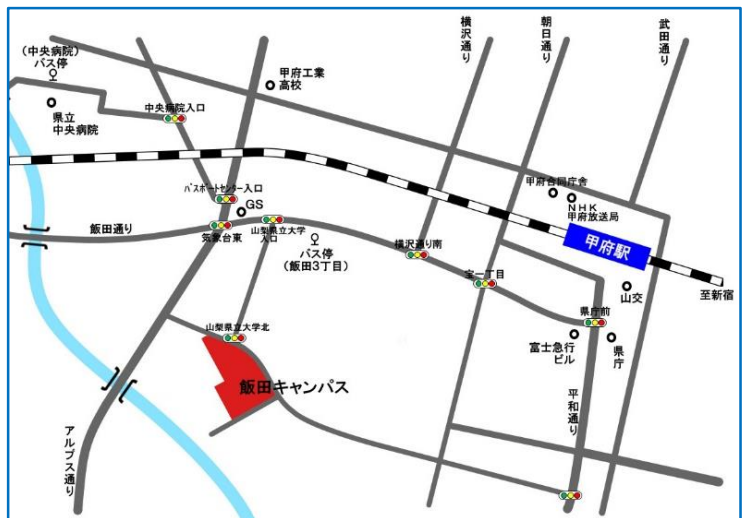 (中央病院)
バス停
県立
中央病院
中央病院入口
甲府工業
高校
横沢通り
朝日通り
武田通り
パスポートセンター入口
GS
飯田通り
気象台東
山梨県立大学
入口
バス停
(飯田3丁目)
横沢通り南
宝一丁目
甲府合同庁舎
NHK
甲府放送局
甲府駅
至新宿
山交
県庁前
富士急行
ビル
県庁
山梨県立大学北
飯田キャンパス
アルプス通り
平和通り